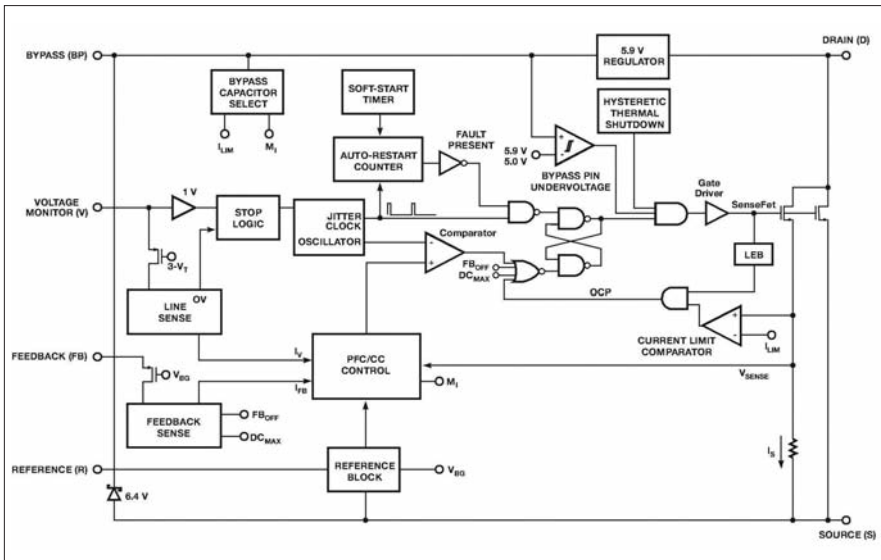 BYPASS (BP)
DRAIN (D)
5.9 V
REGULATOR
BYPASS
CAPACITOR
SELECT
I_LIM
M_I
SOFT-START
TIMER
HYSTERETIC
THERMAL
SHUTDOWN
FAULT
PRESENT
AUTO-RESTART
COUNTER
5.9 V
5.0 V
+
-
BYPASS PIN
UNDERVOLTAGE
Gate
Driver
SenseFet
VOLTAGE
MONITOR (V)
1 V
STOP
LOGIC
JITTER
CLOCK
OSCILLATOR
Comparator
-
+
LEB
3-V_T
FB_OFF
DC_MAX
OCP
OV
LINE
SENSE
+
-
CURRENT LIMIT
COMPARATOR
I_LIM
FEEDBACK (FB)
I_V
PFC/CC
CONTROL
V_SENSE
V_BG
I_FB
M_I
FEEDBACK
SENSE
FB_OFF
DC_MAX
I_S
REFERENCE (R)
REFERENCE
BLOCK
V_BG
6.4 V
SOURCE (S)